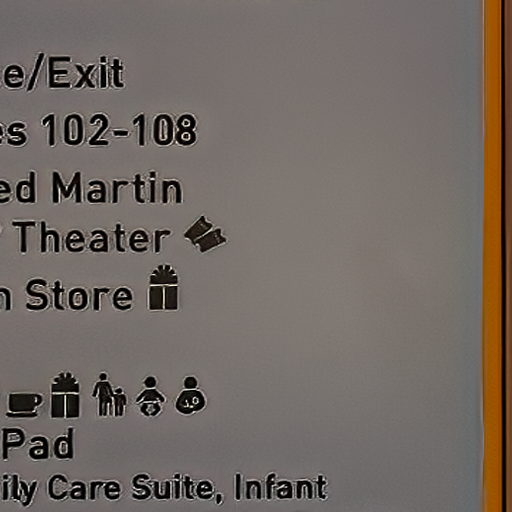 e/Exit
es 102-108
ed Martin
Theater
n Store
Pad
ily Care Suite, Infant